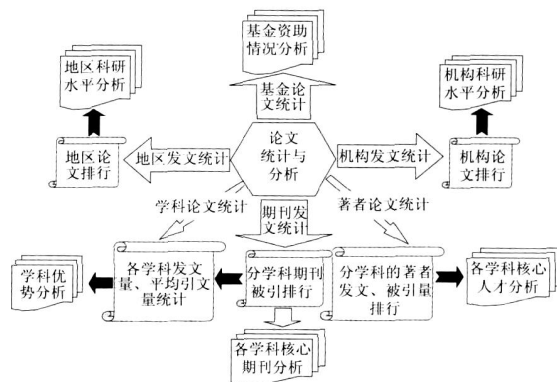 基金资助
情况分析
地区科研
水平分析
机构科研
水平分析
基金论
文统计
地区论
文排行
地区发文统计
论文
统计与
分析
机构发文统计
机构论
文排行
学科论文统计
期刊发
文统计
著者论文统计
学科优
势分析
各学科发文
量、平均引文
量统计
分学科期刊
被引排行
分学科的著者
发文、被引量
排行
各学科核心
人才分析
各学科核心
期刊分析